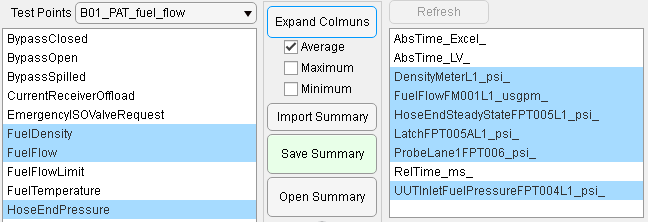 Test Points B01_PAT_fuel_flow
BypassClosed
BypassOpen
BypassSpilled
CurrentReceiverOffload
EmergencyISOValveRequest
FuelDensity
FuelFlow
FuelFlowLimit
FuelTemperature
HoseEndPressure
Expand Colmuns
Average
Maximum
Minimum
Import Summary
Save Summary
Open Summary
Refresh
AbsTime_Excel_
AbsTime_LV_
DensityMeterL1_psi_
FuelFlowFM001L1_usgpm_
HoseEndSteadyStateFPT005L1_psi_
LatchFPT005AL1_psi_
ProbeLane1FPT006_psi_
RelTime_ms_
UUTInletFuelPressureFPT004L1_psi_